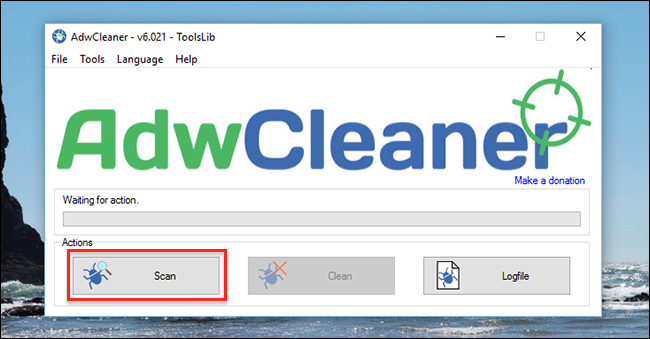 AdwCleaner - v6.021 - ToolsLib
File Tools Language Help
AdwCleaner
Make a donation
Waiting for action.
Actions
Scan Clean Logfile